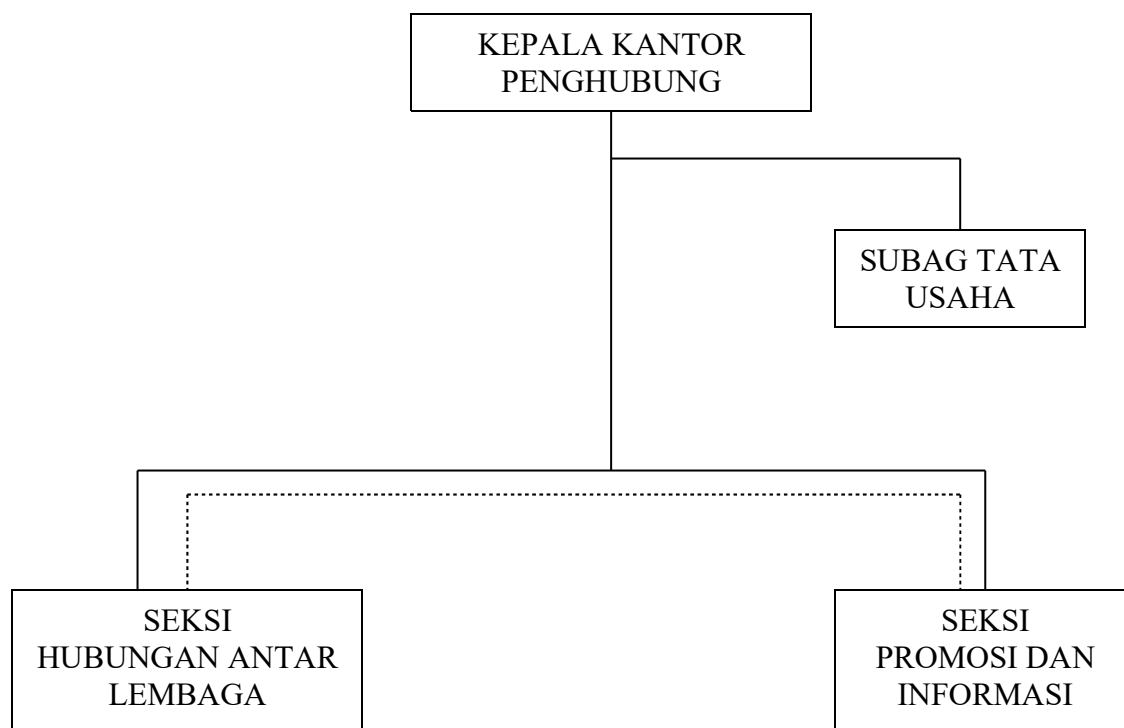 KEPALA KANTOR
PENGHUBUNG
SUBAG TATA
USAHA
SEKSI
HUBUNGAN ANTAR
LEMBAGA
SEKSI
PROMOSI DAN
INFORMASI